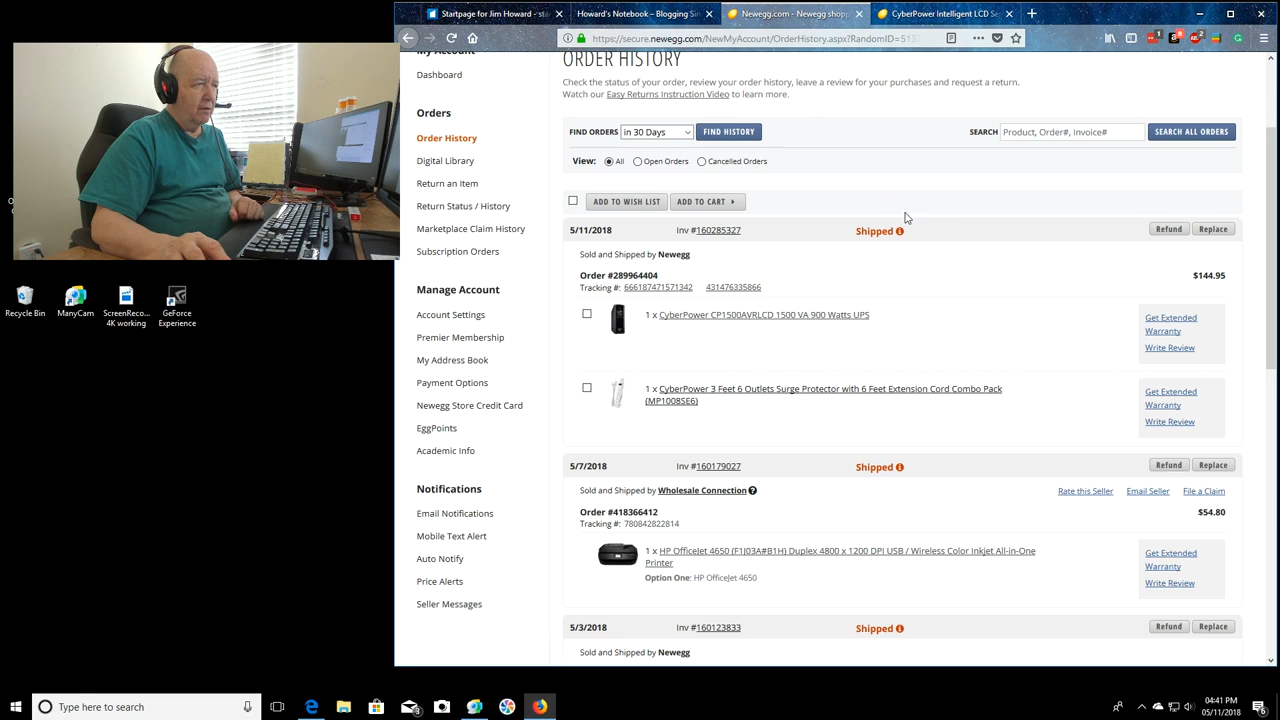 Startpage for Jim Howard - sti
Howard's Notebook – Blogging Sin
Newegg.com - Newegg shopp
CyberPower Intelligent LCD Se
https://secure.newegg.com/NewMyAccount/OrderHistory.aspx?RandomID=513
My Account
Dashboard
Orders
Order History
Digital Library
Return an Item
Return Status / History
Marketplace Claim History
Subscription Orders
Manage Account
Account Settings
Premier Membership
My Address Book
Payment Options
Newegg Store Credit Card
EggPoints
Academic Info
Notifications
Email Notifications
Mobile Text Alert
Auto Notify
Price Alerts
Seller Messages
ORDER HISTORY
Check the status of your order, review your order history, leave a review for your purchases and request a return.
Watch our Easy Returns Instruction Video to learn more.
FIND ORDERS in 30 Days FIND HISTORY SEARCH Product, Order#, Invoice# SEARCH ALL ORDERS
View: All Open Orders Cancelled Orders
ADD TO WISH LIST ADD TO CART
5/11/2018 Inv #160285327 Shipped Refund Replace
Sold and Shipped by Newegg
Order #289964404 $144.95
Tracking #: 666187471571342 431476335866
1 x CyberPower CP1500AVRLCD 1500 VA 900 Watts UPS
Get Extended
Warranty
Write Review
1 x CyberPower 3 Feet 6 Outlets Surge Protector with 6 Feet Extension Cord Combo Pack
(MP1008SE6)
Get Extended
Warranty
Write Review
5/7/2018 Inv #160179027 Shipped Refund Replace
Sold and Shipped by Wholesale Connection Rate this Seller Email Seller File a Claim
Order #418366412 $54.80
Tracking #: 780842822814
1 x HP OfficeJet 4650 (F1J03A#B1H) Duplex 4800 x 1200 DPI USB / Wireless Color Inkjet All-in-One
Printer
Option One: HP OfficeJet 4650
Get Extended
Warranty
Write Review
5/3/2018 Inv #160123833 Shipped Refund Replace
Sold and Shipped by Newegg
Recycle Bin
ManyCam
ScreenReco...
4K working
GeForce
Experience
Type here to search
04:41 PM
05/11/2018